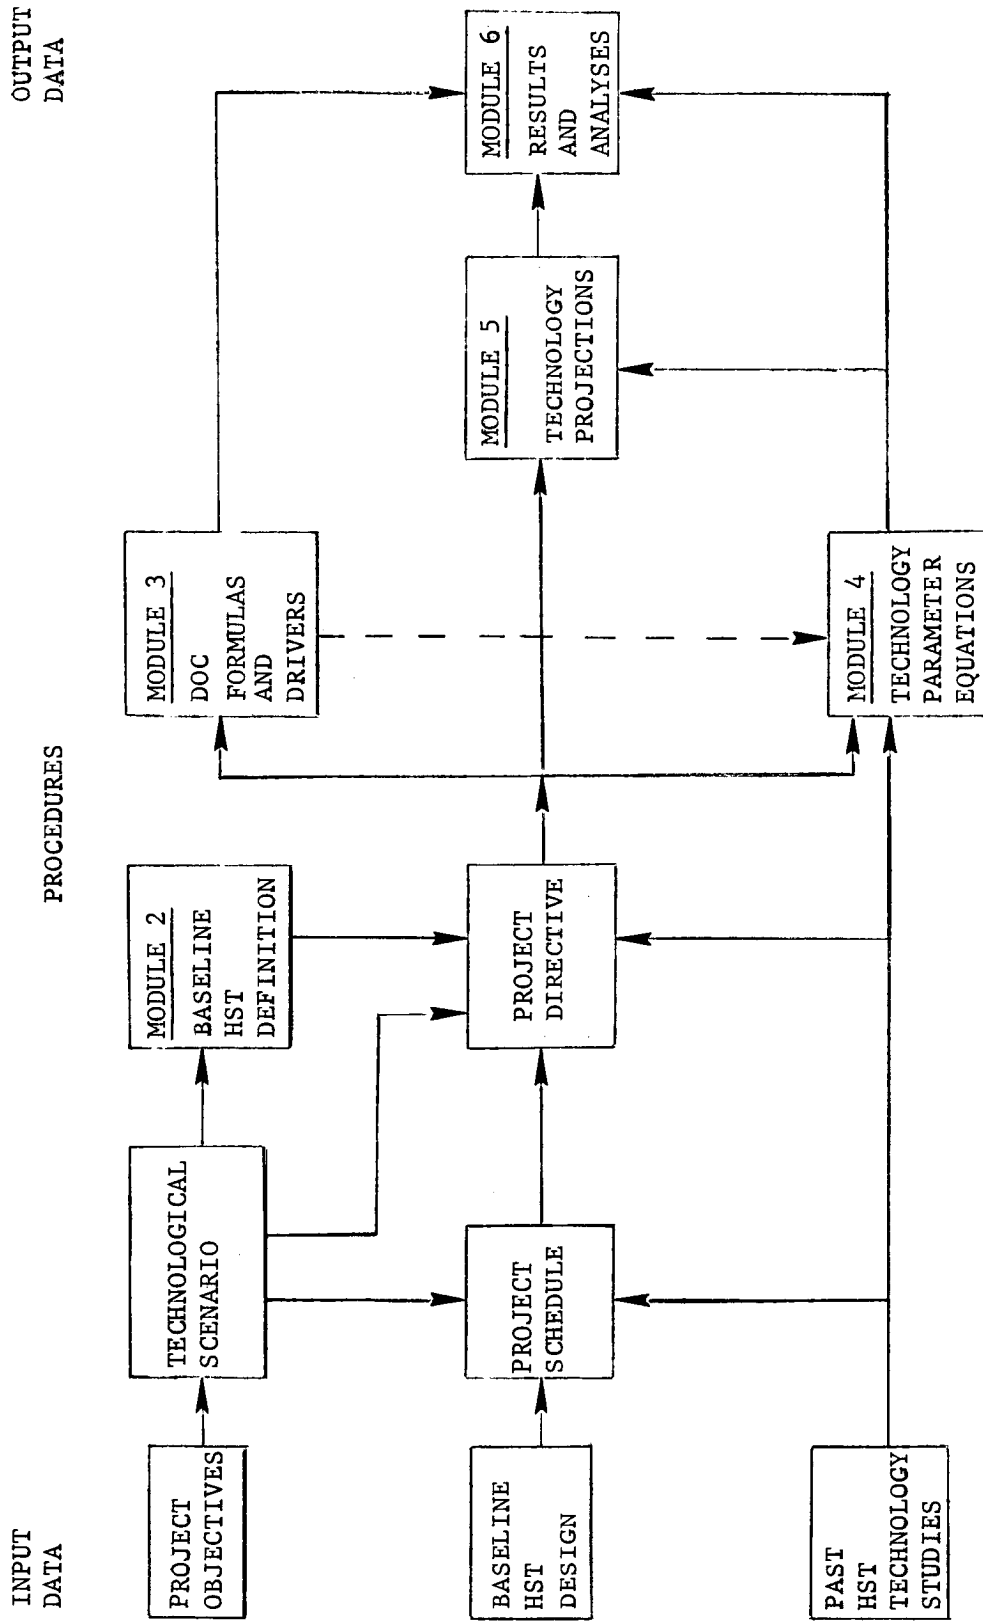 INPUT
DATA
PROCEDURES
OUTPUT
DATA
PROJECT
OBJECTIVES
TECHNOLOGICAL
SCENARIO
MODULE 2
BASELINE
HST
DEFINITION
MODULE 3
DOC
FORMULAS
AND
DRIVERS
BASELINE
HST
DESIGN
PROJECT
SCHEDULE
PROJECT
DIRECTIVE
MODULE 5
TECHNOLOGY
PROJECTIONS
MODULE 6
RESULTS
AND
ANALYSES
PAST
HST
TECHNOLOGY
STUDIES
MODULE 4
TECHNOLOGY
PARAMETER
EQUATIONS